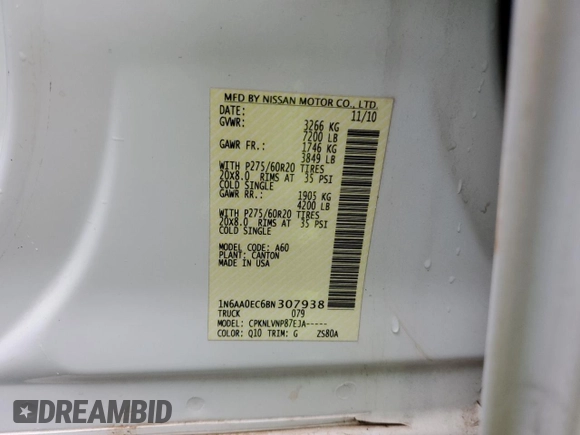 MFD BY NISSAN MOTOR CO., LTD.
DATE: 11/10
GVWR: 3266 KG
7200 LB
GAWR FR.: 1746 KG
3849 LB
WITH P275/60R20 TIRES
20X8.0 RIMS AT 35 PSI
COLD SINGLE
GAWR RR.: 1905 KG
4200 LB
WITH P275/60R20 TIRES
20X8.0 RIMS AT 35 PSI
COLD SINGLE
MODEL CODE: A60
PLANT: CANTON
MADE IN USA
1N6AA0EC6BN307938
TRUCK 079
MODEL: CPKNLVNP87EJA-----
COLOR: Q10 TRIM: G ZS80A
DREAMBID